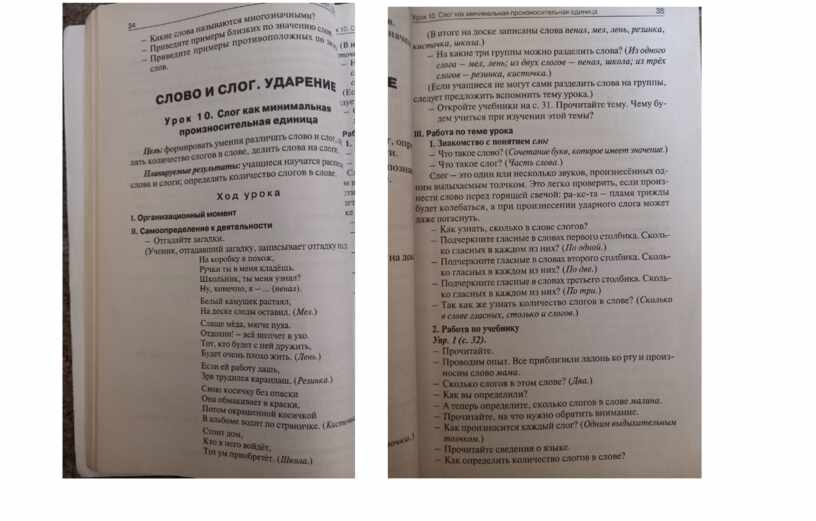 34
– Какие слова называются многозначными?
– Приведите примеры близких по значению слов.
– Приведите примеры противоположных по
слов.
СЛОВО И СЛОГ. УДАРЕНИЕ
Урок 10. Слог как минимальная
произносительная единица
Цель: формировать умения различать слово и слог,
лять количество слогов в слове, делить слова на слоги.
Планируемые результаты: учащиеся научатся
слова и слоги; определять количество слогов в слове.
Ход урока
I. Организационный момент
II. Самоопределение к деятельности
– Отгадайте загадки.
(Ученик, отгадавший загадку, записывает отгадку
На коробку я похож,
Ручки ты в меня кладёшь.
Школьник, ты меня узнал?
Ну, конечно, я – ... (пенал).
Белый камушек растаял,
На доске следы оставил. (Мел.)
Слаще мёда, мягче пуха.
Отдохни! – всё шепчет в ухо.
Тот, кто будет с ней дружить,
Будет очень плохо жить. (Лень.)
Если ей работу дашь,
Зря трудился карандаш. (Резинка.)
Свою косичку без опаски
Она обмакивает в краски,
Потом окрашенной косичкой
В альбоме водит по страничке. (Кисточка
Стоит дом,
Кто в него войдёт,
Тот ум приобретёт. (Школа.)
Урок 10. Слог как минимальная произносительная единица 35
(В итоге на доске записаны слова пенал, мел, лень, резинка,
кисточка, школа.)
– На какие три группы можно разделить слова? (Из одного
слога – мел, лень; из двух слогов – пенал, школа; из трёх
слогов – резинка, кисточка.)
(Если учащиеся не могут сами разделить слова на группы,
следует предложить вспомнить тему урока.)
– Откройте учебники на с. 31. Прочитайте тему. Чему бу-
дем учиться при изучении этой темы?
III. Работа по теме урока
1. Знакомство с понятием слог
– Что такое слово? (Сочетание букв, которое имеет значение.)
– Что такое слог? (Часть слова.)
Слог – это один или несколько звуков, произнесённых од-
ним выдыхаемым толчком. Это легко проверить, если произ-
нести слово перед горящей свечой: ра-ке-та – пламя трижды
будет колебаться, а при произнесении ударного слога может
даже погаснуть.
– Как узнать, сколько в слове слогов?
– Подчеркните гласные в словах первого столбика. Сколь-
ко гласных в каждом из них? (По одной.)
– Подчеркните гласные в словах второго столбика. Сколь-
ко гласных в каждом из них? (По две.)
– Подчеркните гласные в словах третьего столбика. Сколь-
ко гласных в каждом из них? (По три.)
– Так как же узнать количество слогов в слове? (Сколько
в слове гласных, столько и слогов.)
2. Работа по учебнику
Упр. 1 (с. 32).
– Прочитайте.
– Проводим опыт. Все приблизили ладонь ко рту и произ-
носим слово мама.
– Сколько слогов в этом слове? (Два.)
– Как вы определили?
– А теперь определите, сколько слогов в слове малина.
– Прочитайте, на что нужно обратить внимание.
– Как произносится каждый слог? (Одним выдыхательным
толчком.)
– Прочитайте сведения о языке.
– Как определить количество слогов в слове?